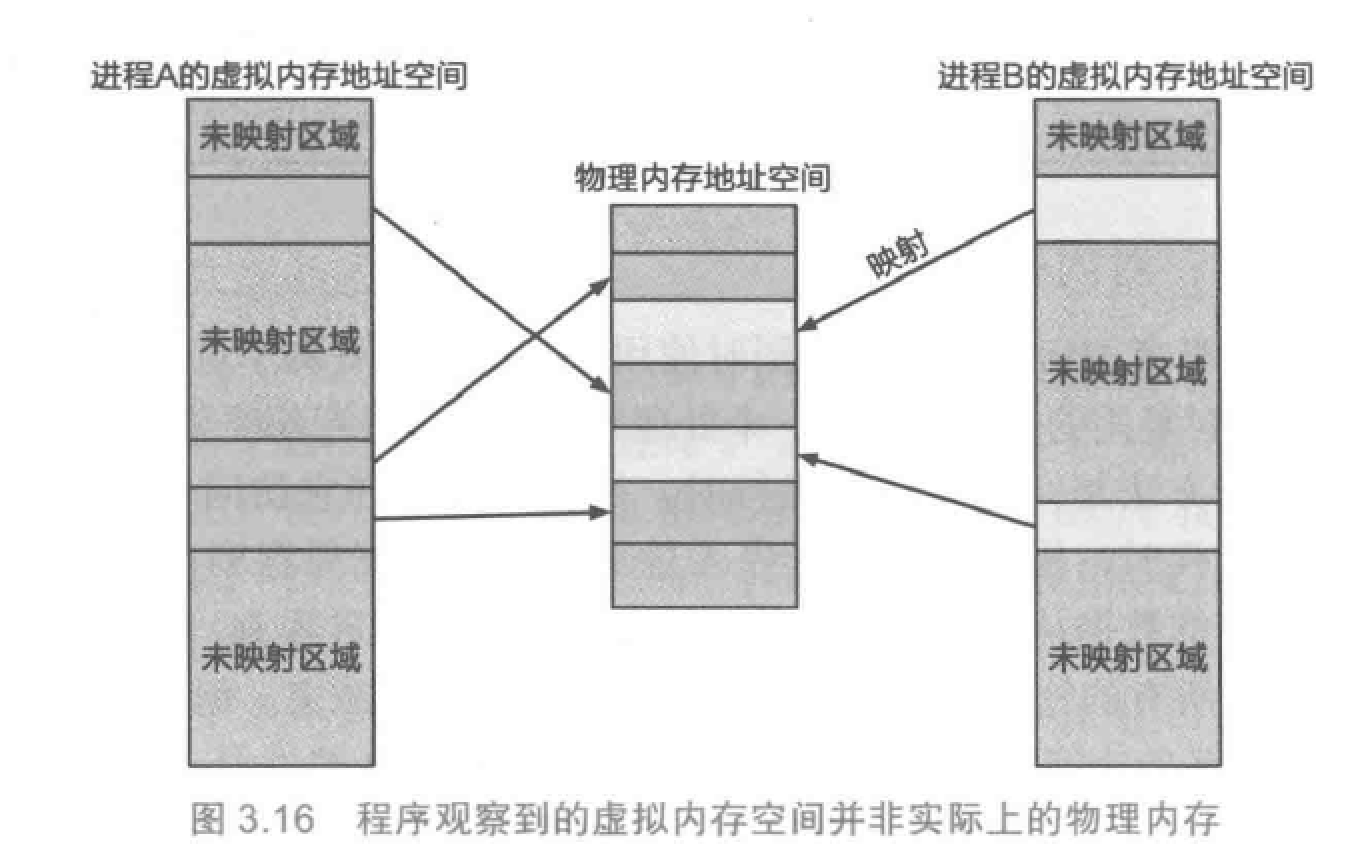 进程A的虚拟内存地址空间
进程B的虚拟内存地址空间
未映射区域
未映射区域
物理内存地址空间
映射
未映射区域
未映射区域
未映射区域
未映射区域
图 3.16 程序观察到的虚拟内存空间并非实际上的物理内存